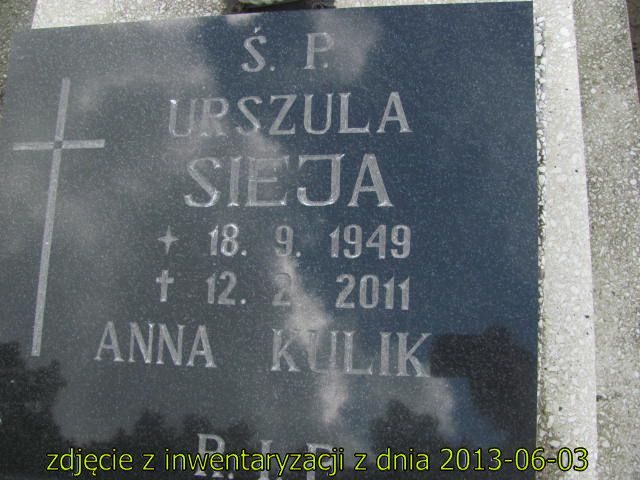 Ś. P.
URSZULA
SIEJA
18. 9. 1949
✝ 12. 2. 2011
ANNA KULIK
R. I. P.
zdjęcie z inwentaryzacji z dnia 2013-06-03